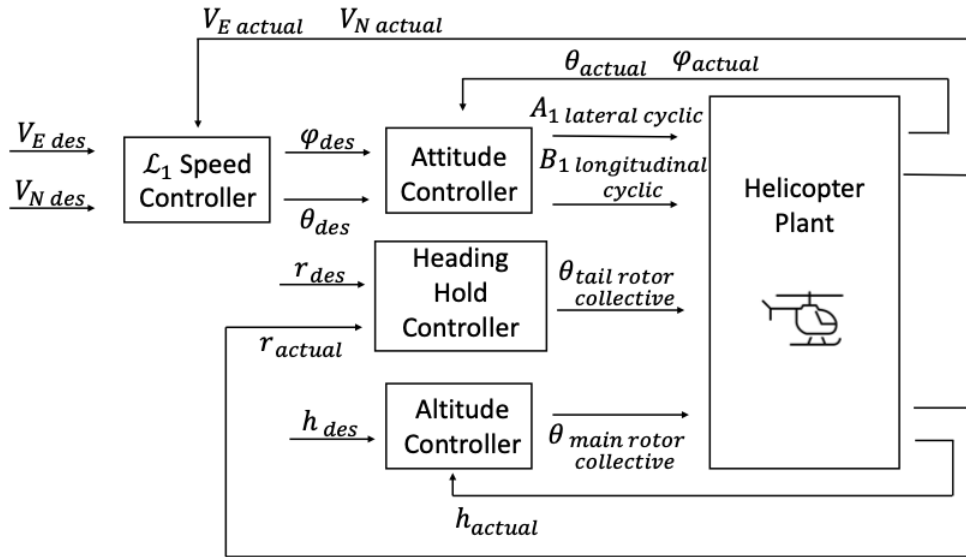 V_E actual V_N actual
θ_actual φ_actual
A_1 lateral cyclic
V_E des
φ_des
B_1 longitudinal
cyclic
ℒ_1 Speed
Controller
Attitude
Controller
V_N des
θ_des
Helicopter
Plant
r_des
Heading
Hold
Controller
θ_tail rotor
collective
r_actual
h_des
Altitude
Controller
θ_main rotor
collective
h_actual